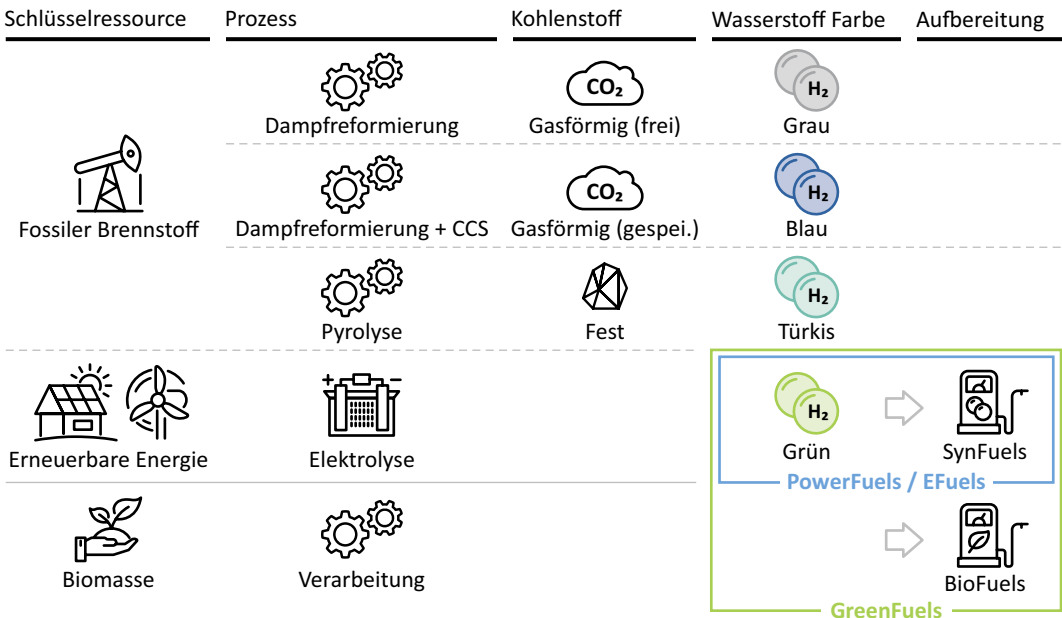 Schlüsselressource
Prozess
Kohlenstoff
Wasserstoff Farbe
Aufbereitung
CO₂
H₂
Dampfreformierung
Gasförmig (frei)
Grau
CO₂
H₂
Fossiler Brennstoff
Dampfreformierung + CCS
Gasförmig (gespei.)
Blau
H₂
Pyrolyse
Fest
Türkis
H₂
Erneuerbare Energie
Elektrolyse
Grün
SynFuels
PowerFuels / EFuels
Biomasse
Verarbeitung
BioFuels
GreenFuels